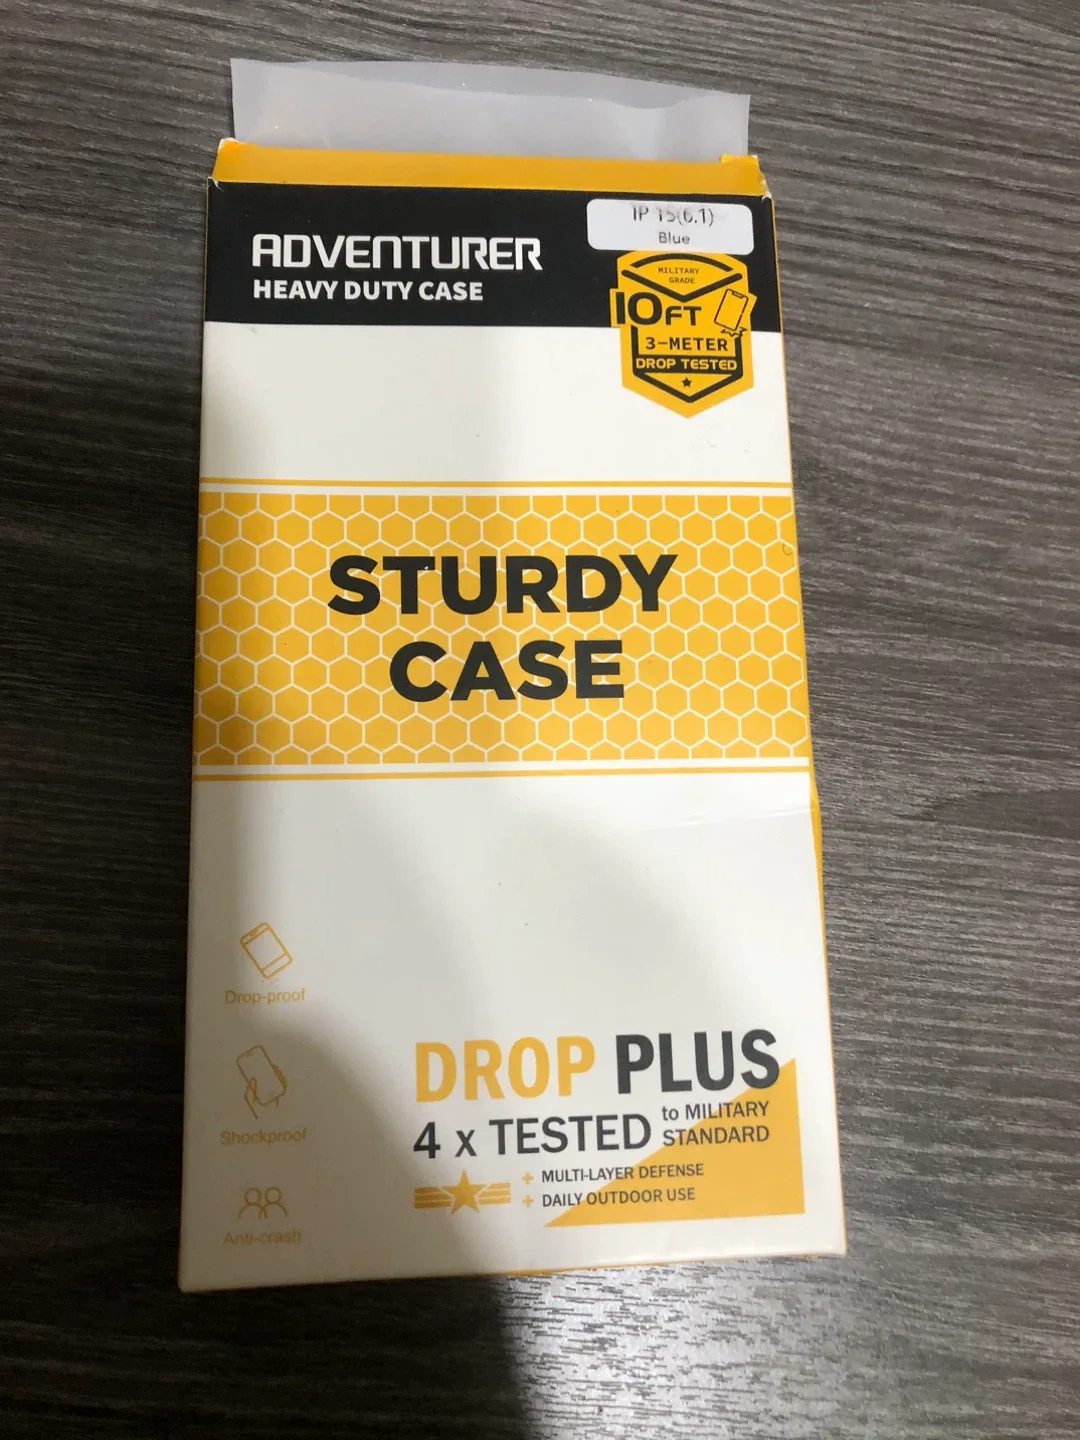 IP 15(6.1)
Blue
ADVENTURER
HEAVY DUTY CASE
MILITARY
GRADE
10FT
3-METER
DROP TESTED
STURDY
CASE
Drop-proof
Shockproof
Anti-crash
DROP PLUS
4 x TESTED to MILITARY STANDARD
+ MULTI-LAYER DEFENSE
+ DAILY OUTDOOR USE